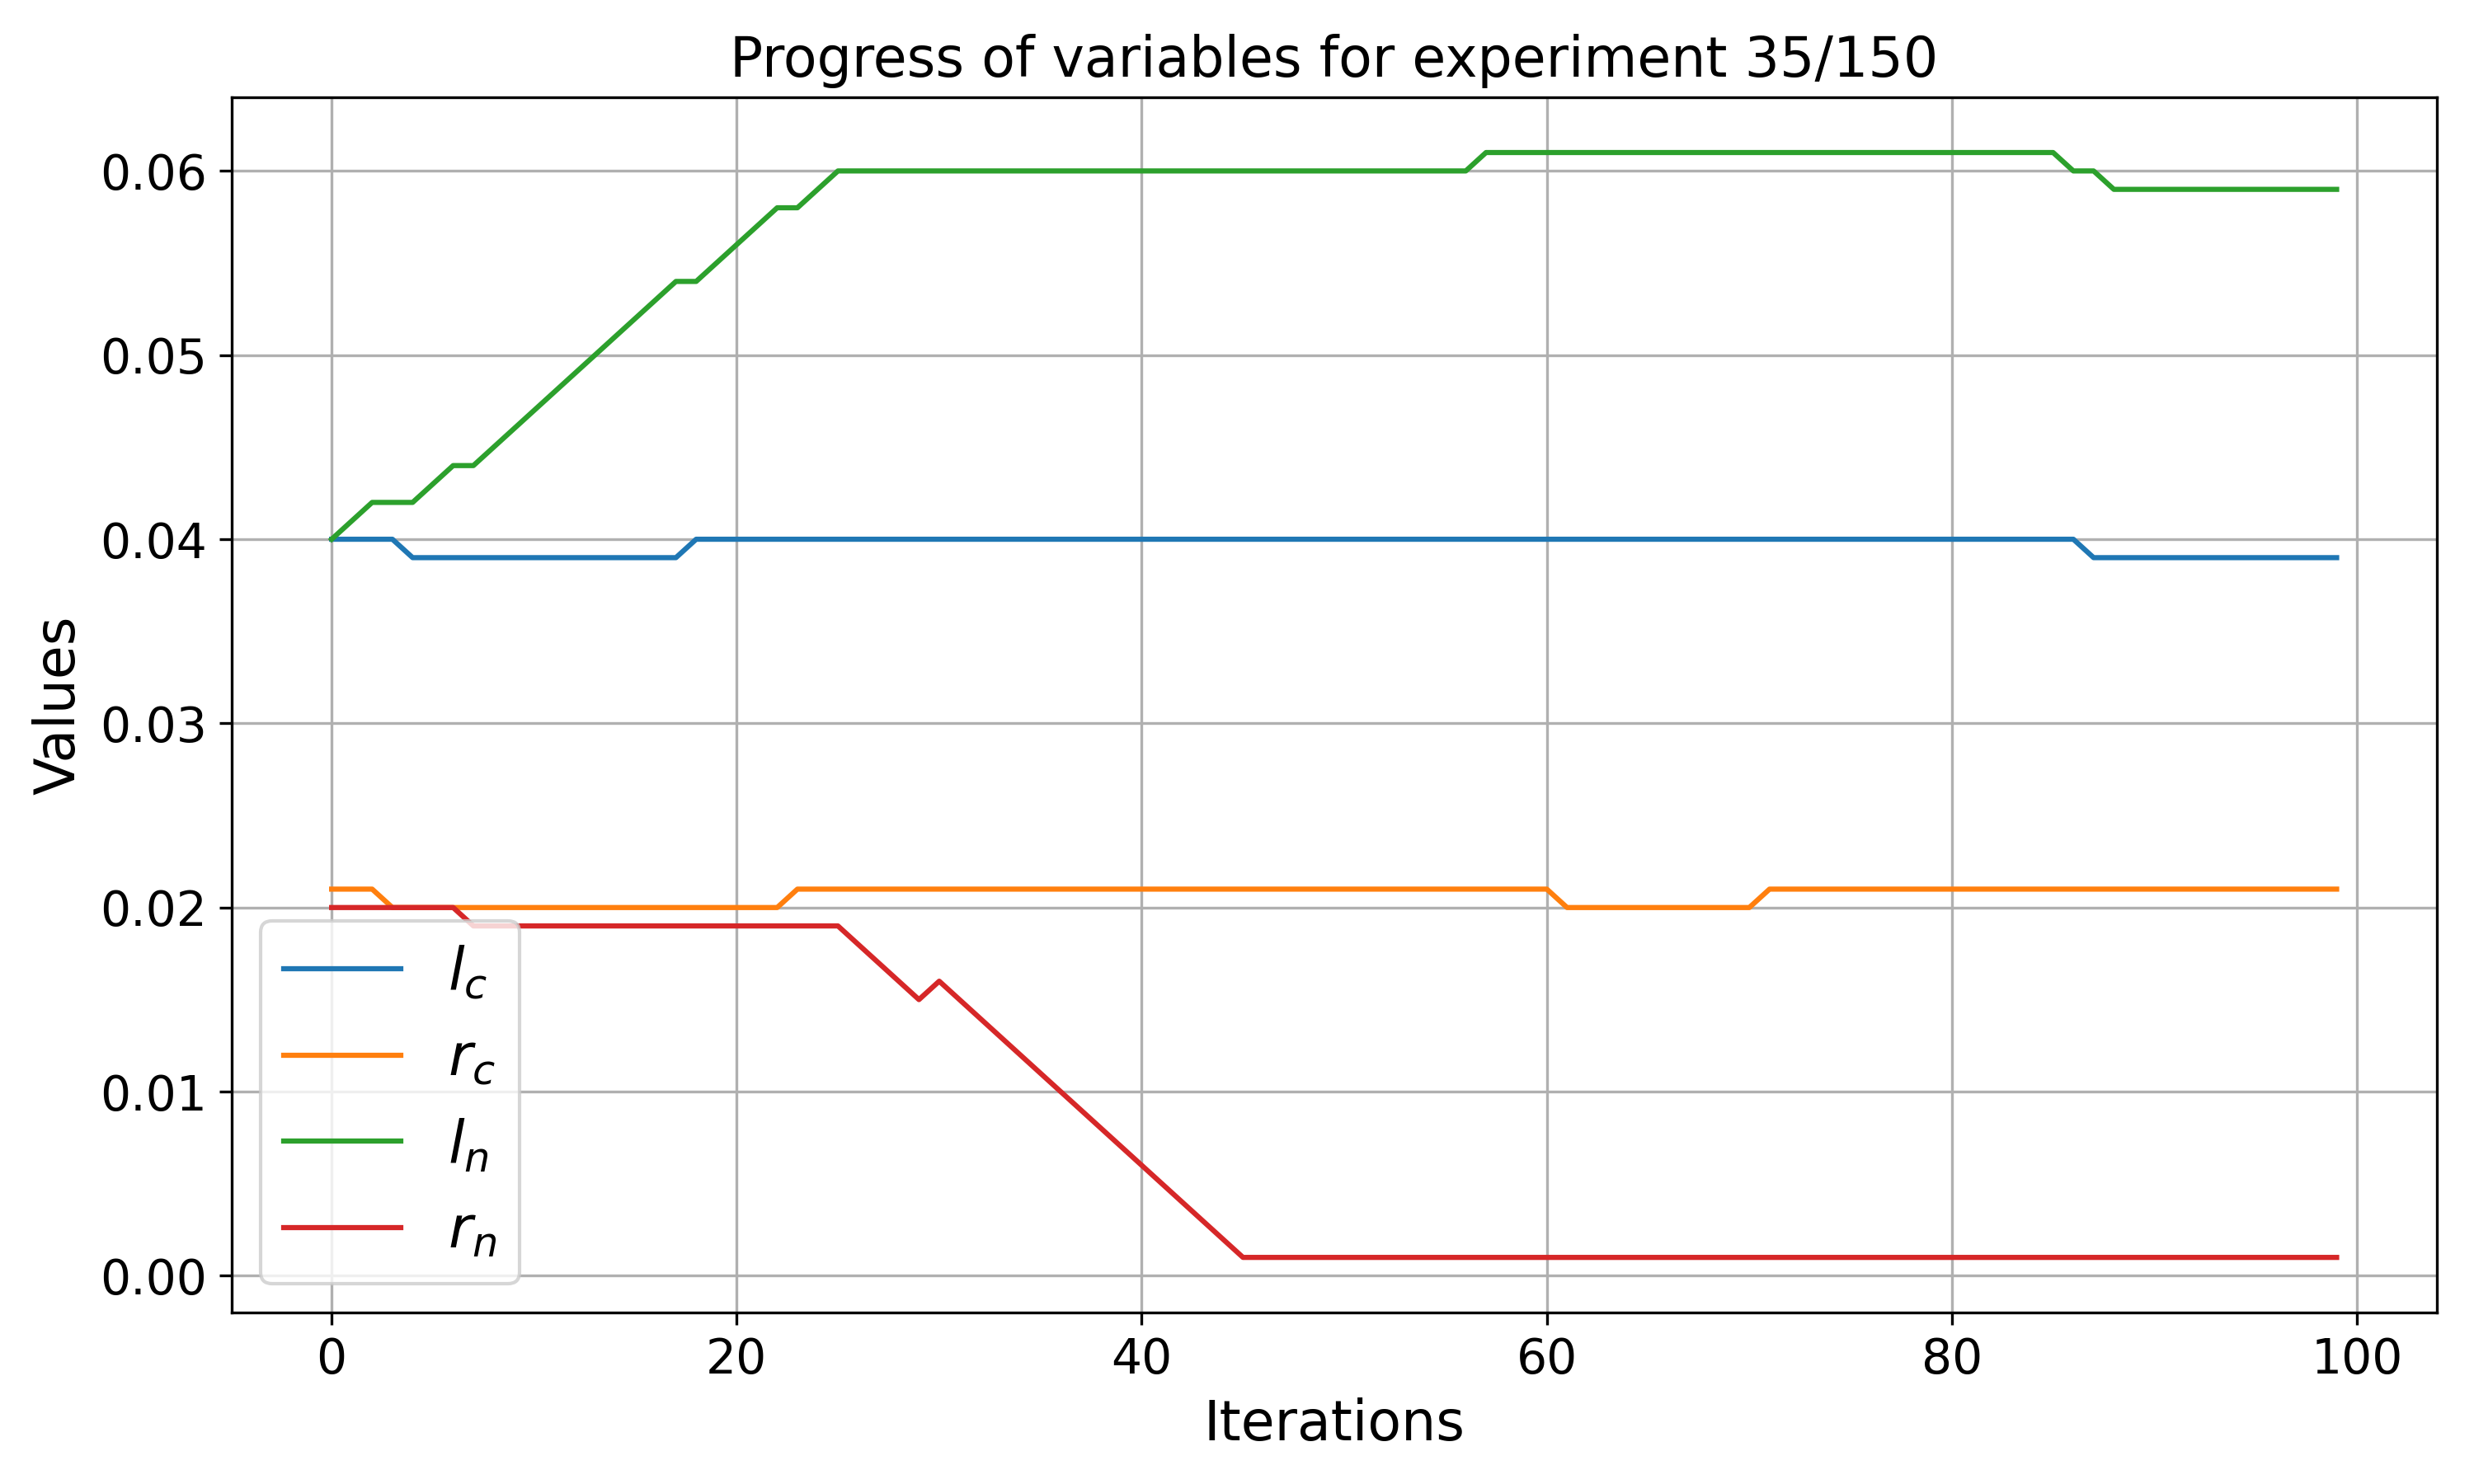 Progress of variables for experiment 35/150
Values
0.06
0.05
0.04
0.03
0.02
0.01
0.00
l_c
r_c
l_n
r_n
0 20 40 60 80 100
Iterations